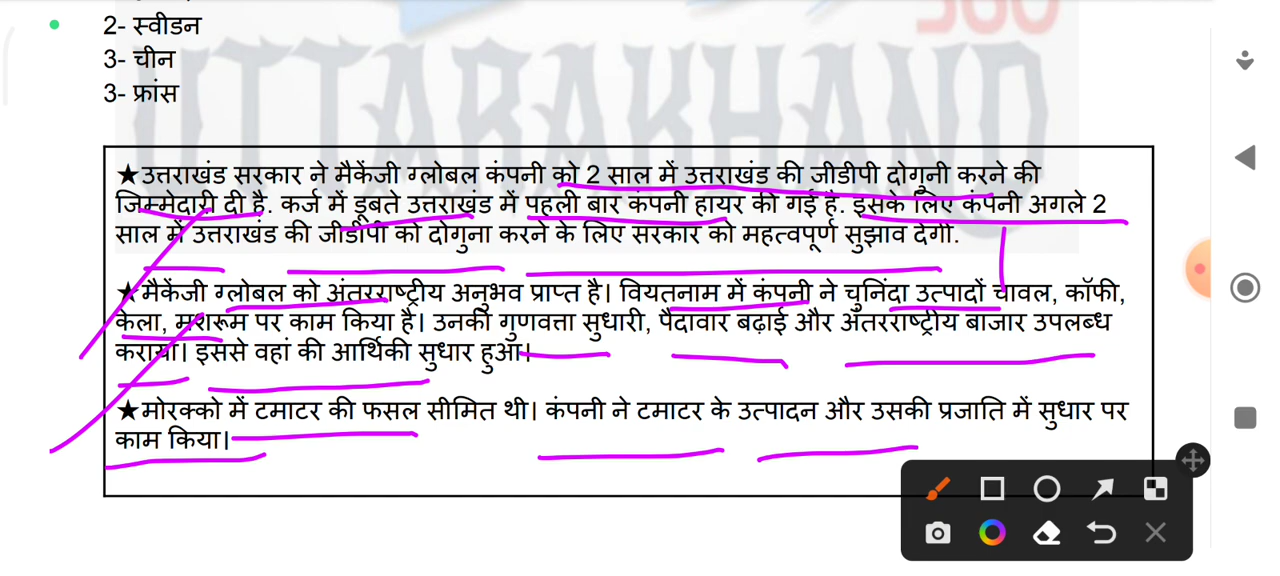 2- स्वीडन
360
3- चीन
3- फ्रांस
UTTARAKHAND
★उत्तराखंड सरकार ने मैकेंजी ग्लोबल कंपनी को 2 साल में उत्तराखंड की जीडीपी दोगुनी करने की
जिम्मेदारी दी है. कर्ज में डूबते उत्तराखंड में पहली बार कंपनी हायर की गई है. इसके लिए कंपनी अगले 2
साल में उत्तराखंड की जीडीपी को दोगुना करने के लिए सरकार को महत्वपूर्ण सुझाव देगी.
★मैकेंजी ग्लोबल को अंतरराष्ट्रीय अनुभव प्राप्त है। वियतनाम में कंपनी ने चुनिंदा उत्पादों चावल, कॉफी,
केला, मशरूम पर काम किया है। उनकी गुणवत्ता सुधारी, पैदावार बढ़ाई और अंतरराष्ट्रीय बाजार उपलब्ध
कराया। इससे वहां की आर्थिकी सुधार हुआ।
★मोरक्को में टमाटर की फसल सीमित थी। कंपनी ने टमाटर के उत्पादन और उसकी प्रजाति में सुधार पर
काम किया।